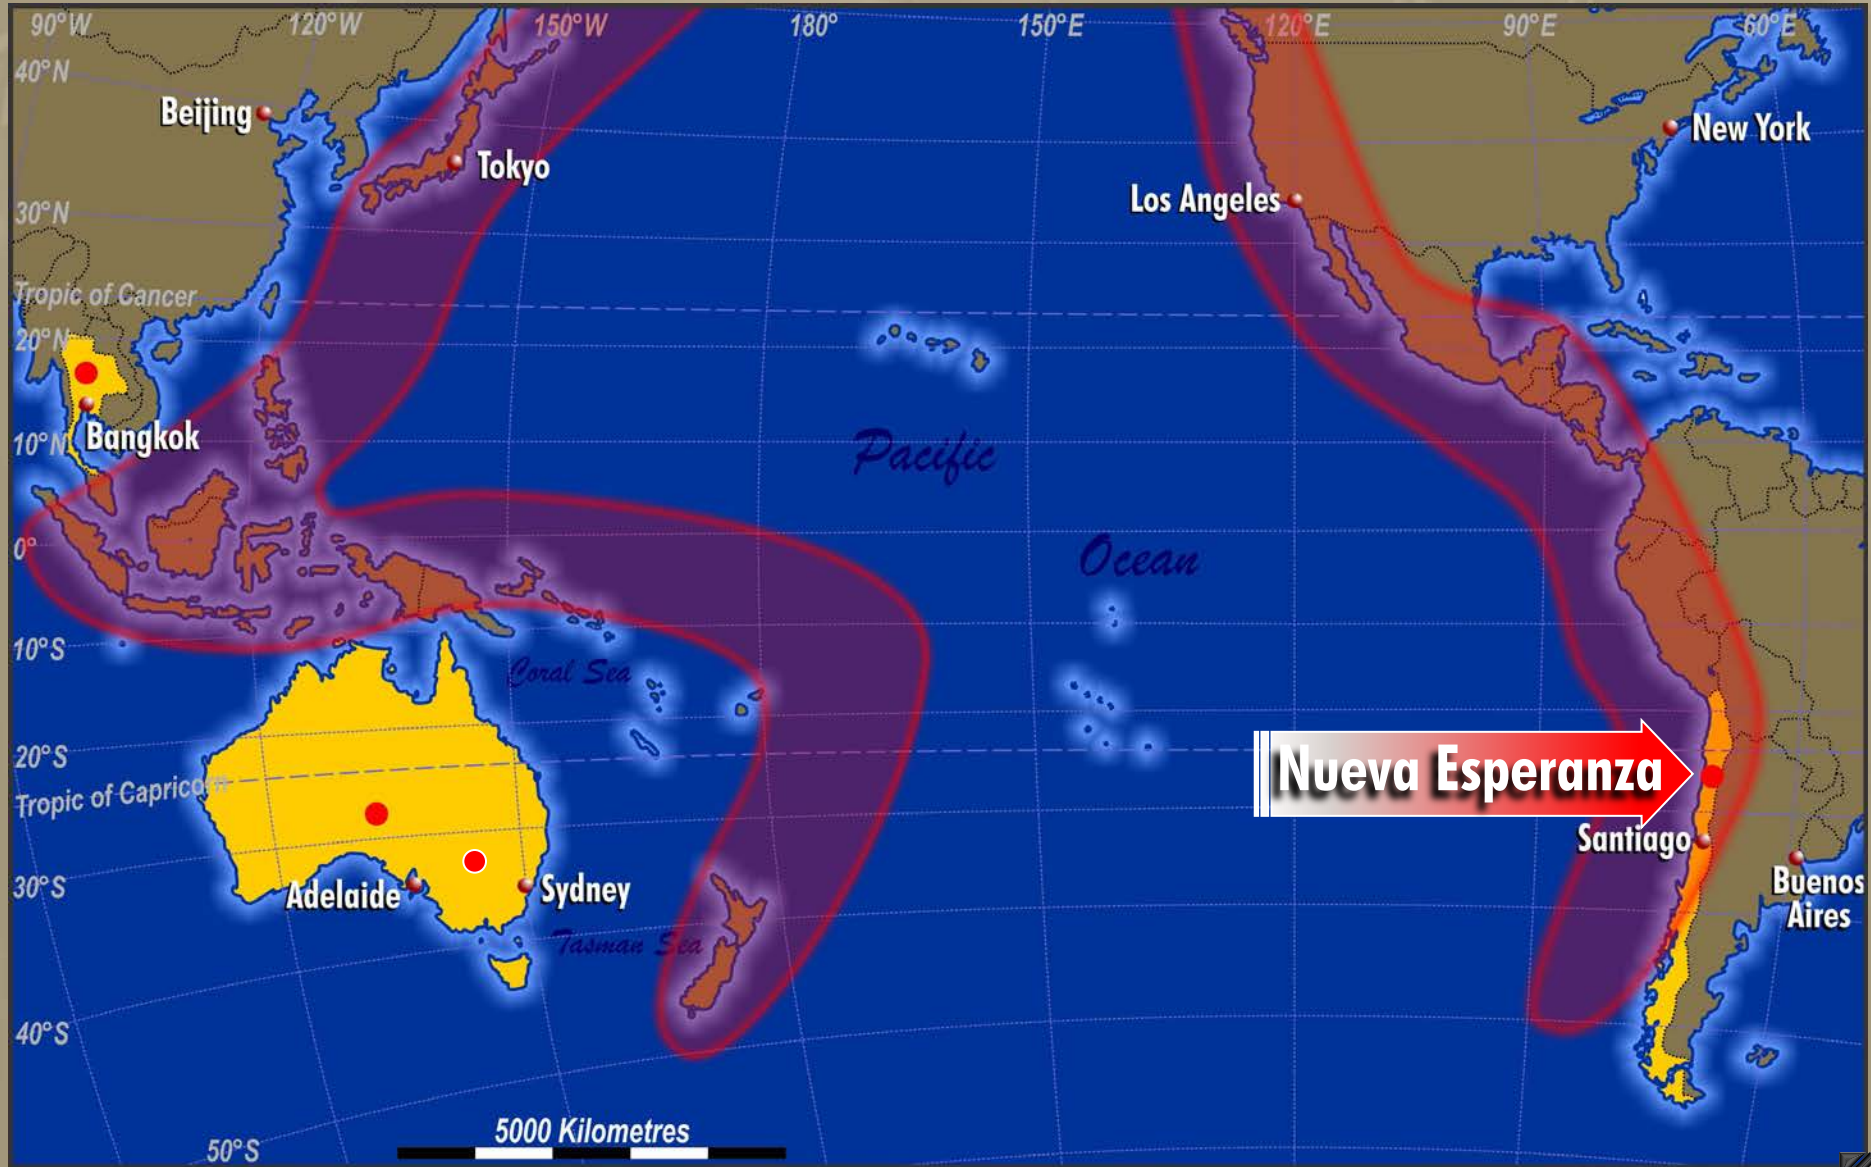 90°W
120°W
150°W
180°
150°E
120°E
90°E
60°E
40°N
Beijing
New York
Tokyo
Los Angeles
30°N
Tropic of Cancer
20°N
Bangkok
10°N
Pacific
Ocean
0°
10°S
Coral Sea
20°S
Nueva Esperanza
Tropic of Capricorn
Santiago
30°S
Adelaide
Sydney
Buenos
Aires
Tasman Sea
40°S
5000 Kilometres
50°S